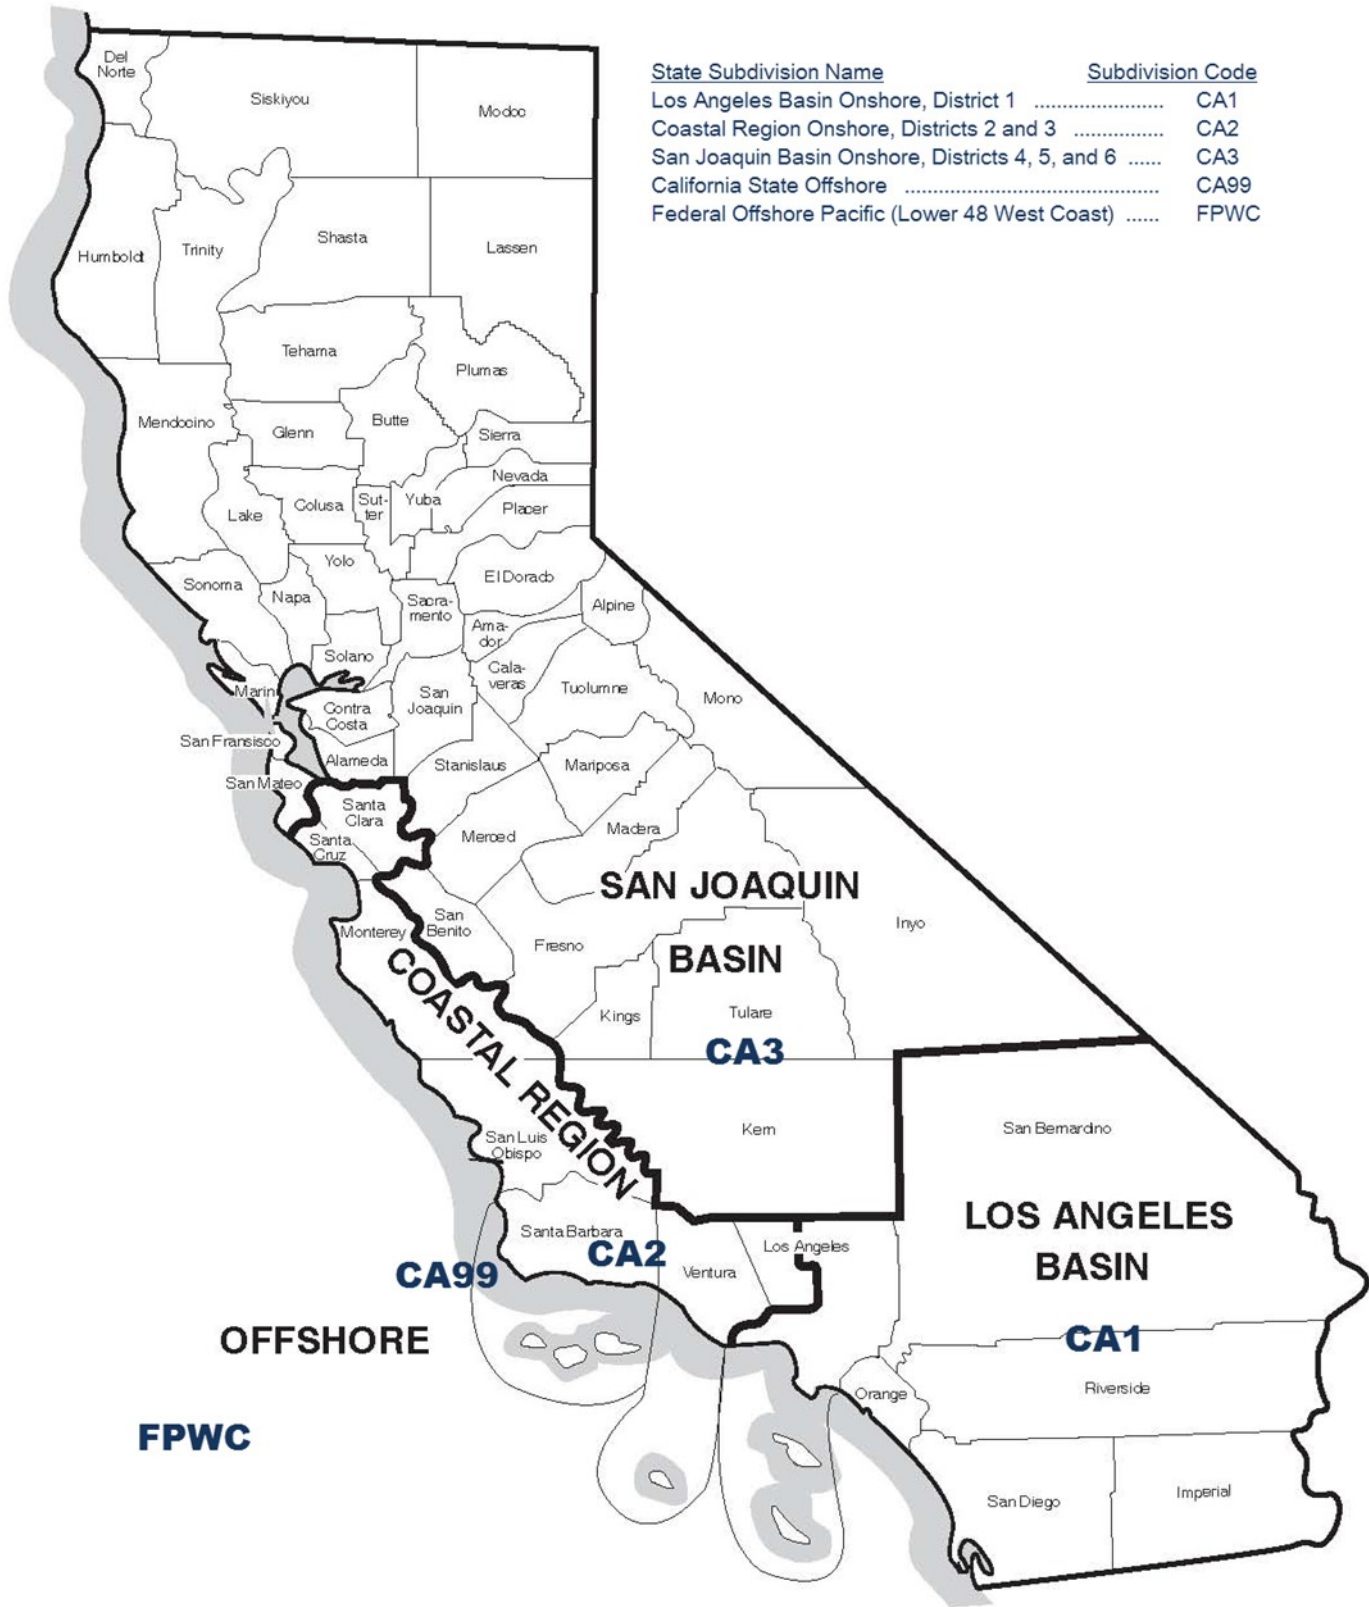 State Subdivision Name Subdivision Code
Los Angeles Basin Onshore, District 1 ....................... CA1
Coastal Region Onshore, Districts 2 and 3 ................ CA2
San Joaquin Basin Onshore, Districts 4, 5, and 6 ...... CA3
California State Offshore ........................................... CA99
Federal Offshore Pacific (Lower 48 West Coast) ...... FPWC
Del
Norte
Siskiyou
Modoc
Humboldt
Trinity
Shasta
Lassen
Tehama
Plumas
Mendocino
Glenn
Butte
Sierra
Nevada
Lake
Colusa
Sut-
ter
Yuba
Placer
Sonoma
Napa
Yolo
El Dorado
Sacra-
mento
Alpine
Ama-
dor
Solano
Cala-
veras
Tuolumne
Mono
Marin
Contra
Costa
San
Joaquin
San Fransisco
Alameda
Stanislaus
Mariposa
San Mateo
Santa
Clara
Santa
Cruz
Merced
Madera
SAN JOAQUIN
BASIN
CA3
Monterey
San
Benito
Fresno
Inyo
Kings
Tulare
COASTAL REGION
San Luis
Obispo
Kern
San Bernardino
LOS ANGELES
BASIN
CA1
Santa Barbara
CA2
Ventura
Los Angeles
CA99
OFFSHORE
FPWC
Orange
Riverside
San Diego
Imperial